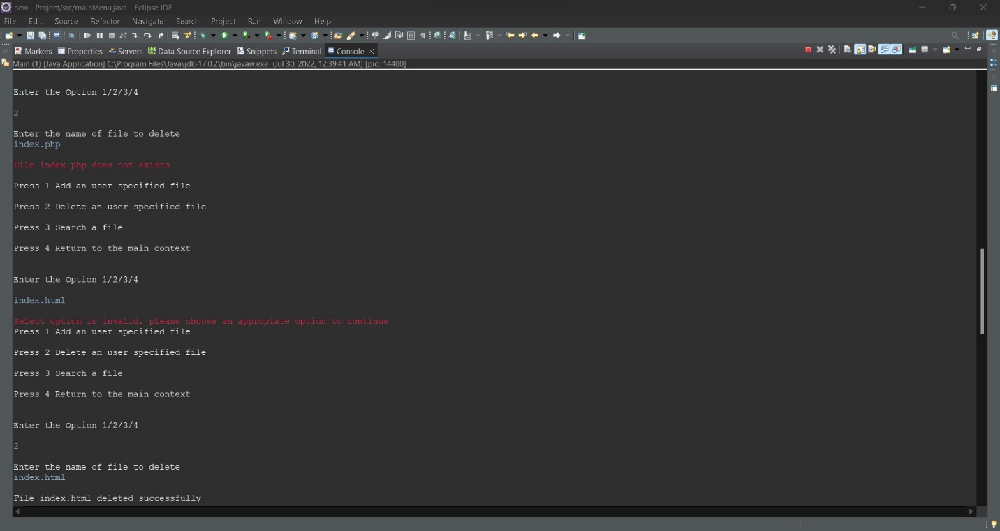 new - Project/src/mainMenu.java - Eclipse IDE
File Edit Source Refactor Navigate Search Project Run Window Help
Markers Properties Servers Data Source Explorer Snippets Terminal Console
Main (1) [Java Application] C:\Program Files\Java\jdk-17.0.2\bin\javaw.exe (Jul 30, 2022, 12:39:41 AM) [pid: 14400]
Enter the Option 1/2/3/4
2
Enter the name of file to delete
index.php
File index.php does not exists
Press 1 Add an user specified file
Press 2 Delete an user specified file
Press 3 Search a file
Press 4 Return to the main context
Enter the Option 1/2/3/4
index.html
Select option is invalid, please choose an appropiate option to continue
Press 1 Add an user specified file
Press 2 Delete an user specified file
Press 3 Search a file
Press 4 Return to the main context
Enter the Option 1/2/3/4
2
Enter the name of file to delete
index.html
File index.html deleted successfully